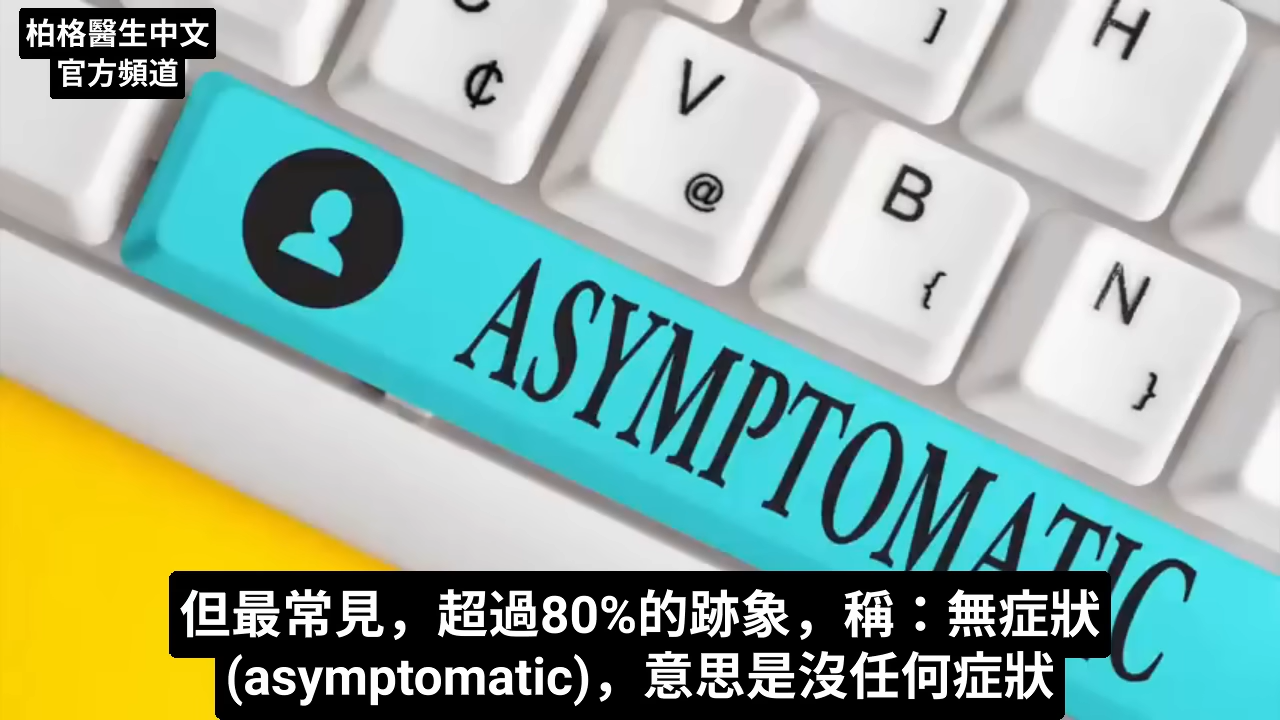 柏格醫生中文
官方頻道
¢
V
@
]
H
B
{
N
}
ASYMPTOMATIC
但最常見，超過80%的跡象，稱：無症狀
(asymptomatic)，意思是沒任何症狀